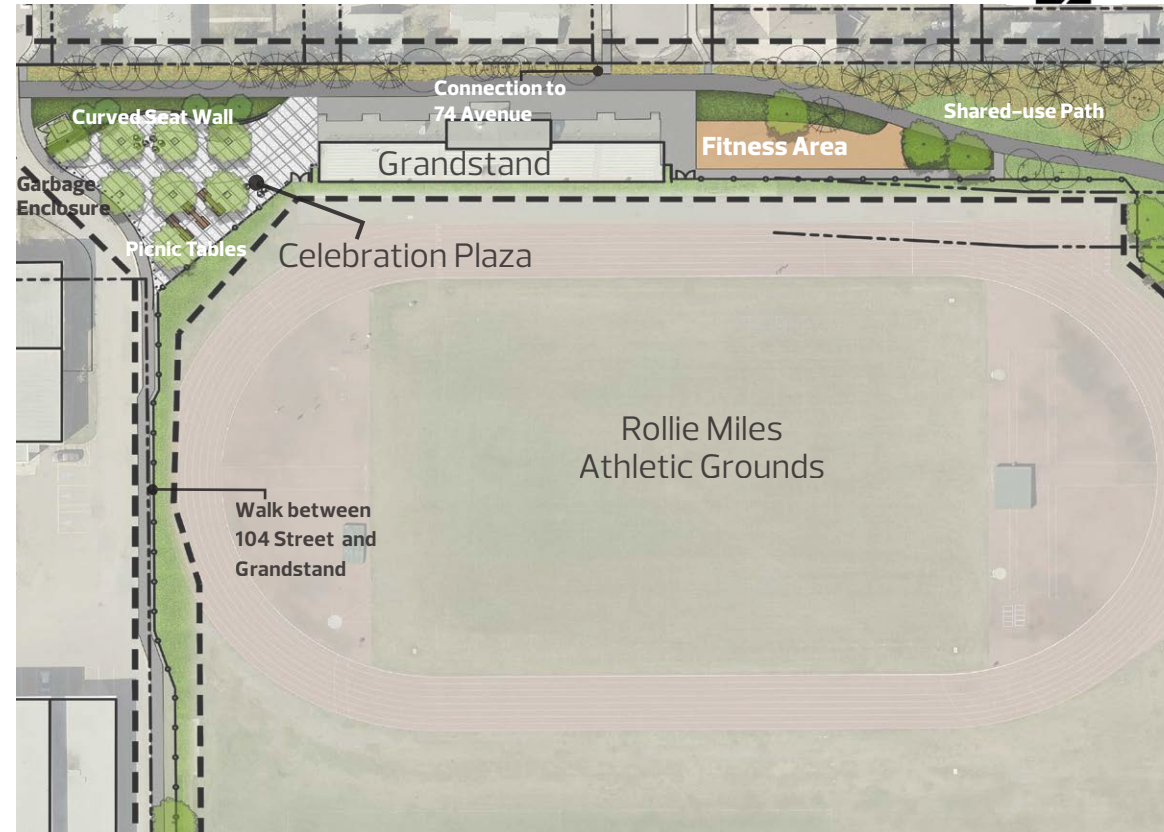 Connection to
74 Avenue
Curved Seat Wall
Shared-use Path
Grandstand
Fitness Area
Garbage
Enclosure
Picnic Tables
Celebration Plaza
Rollie Miles
Athletic Grounds
Walk between
104 Street and
Grandstand